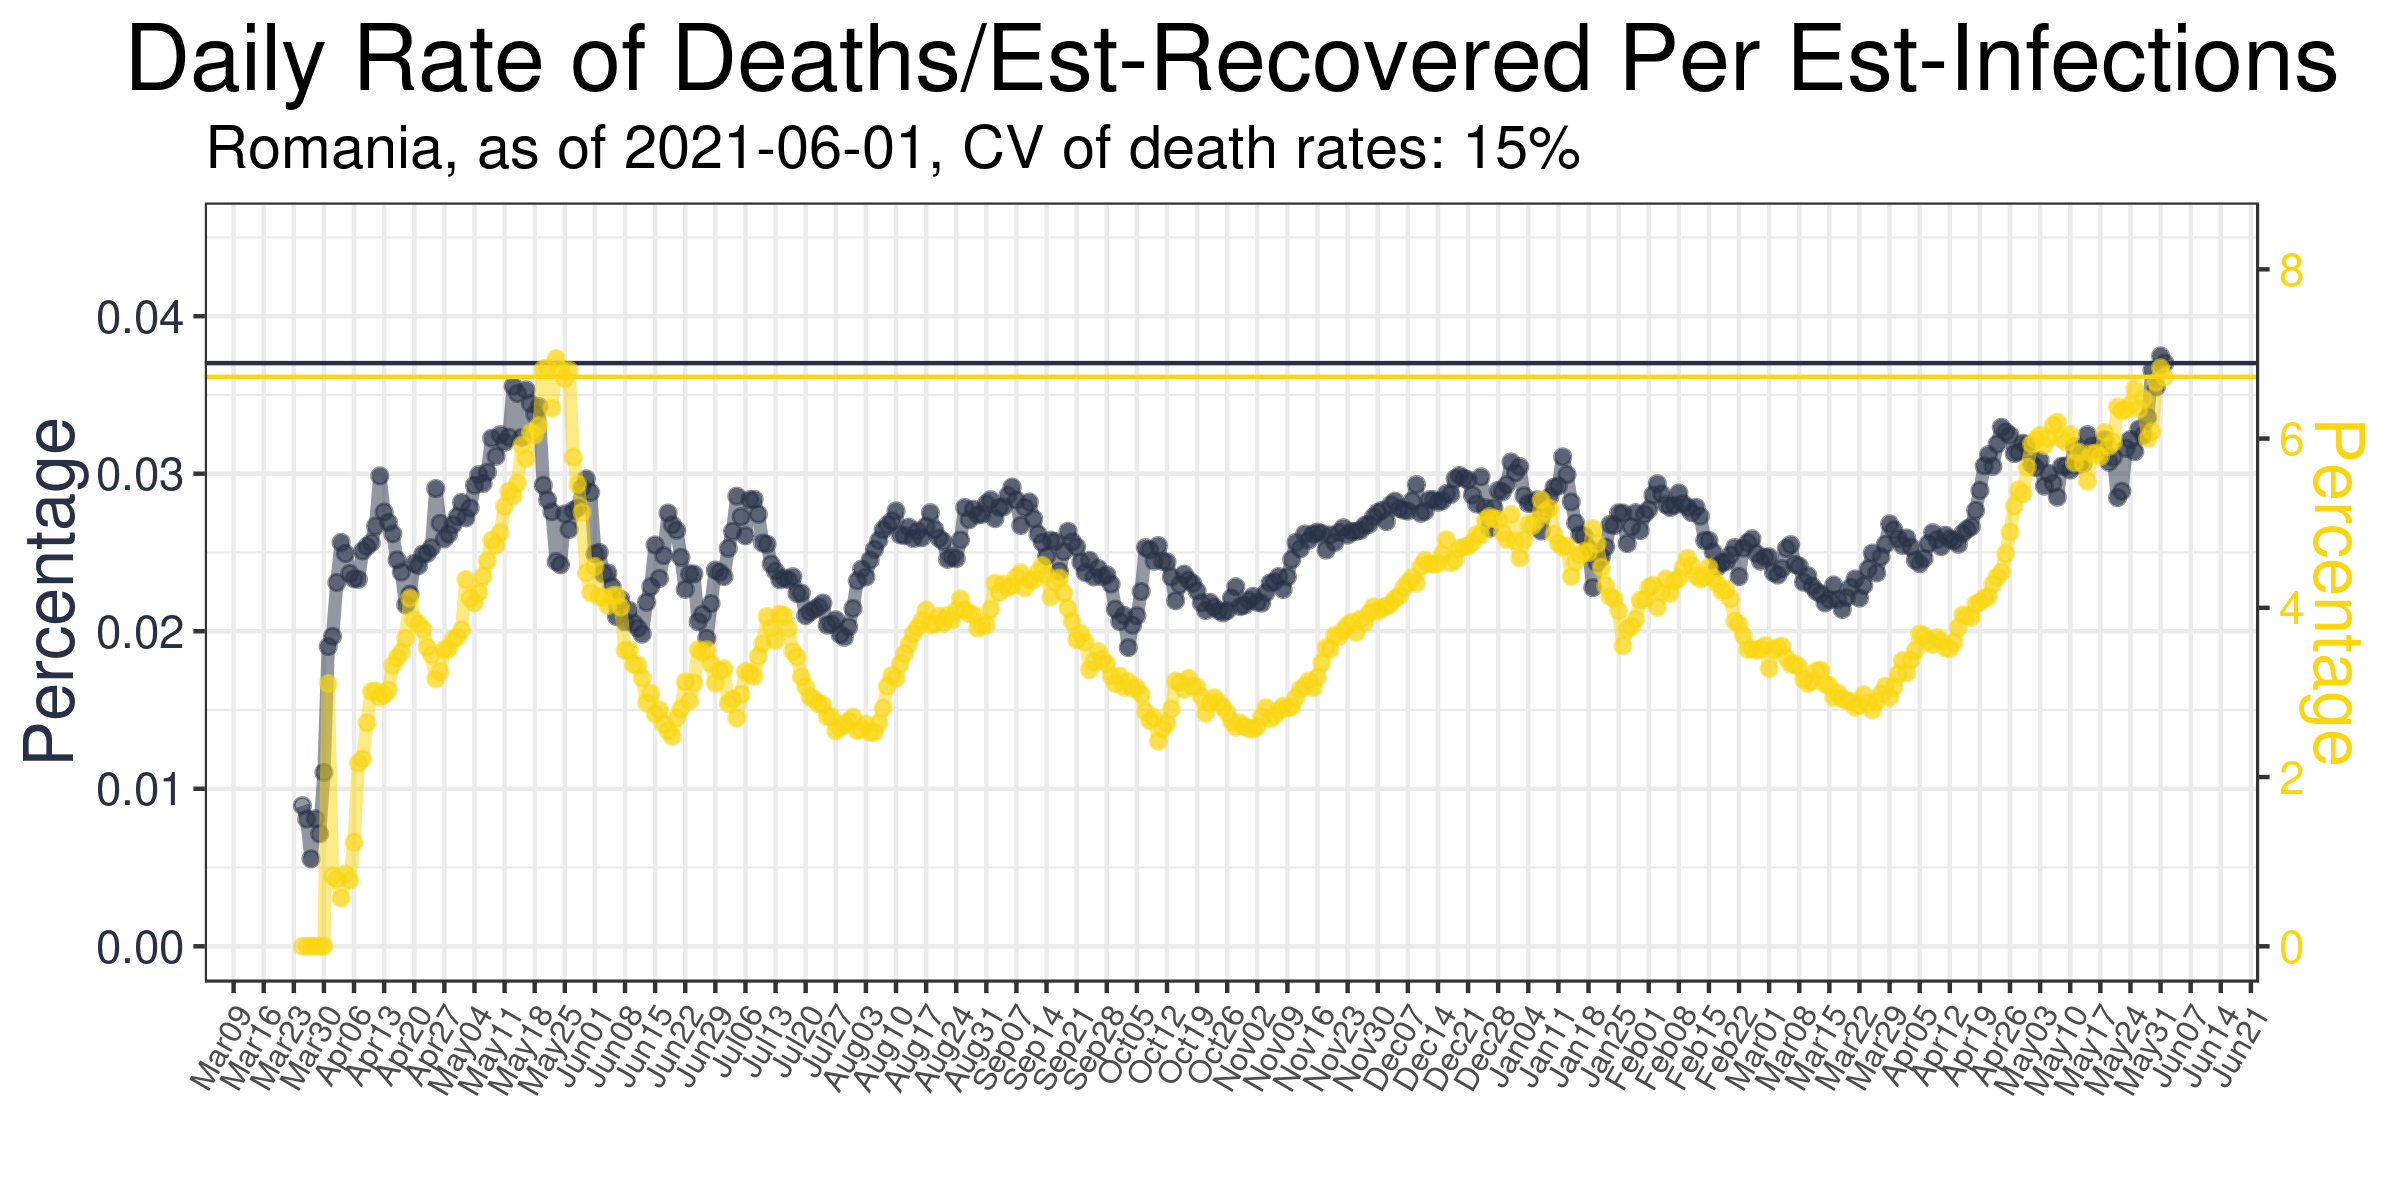 Daily Rate of Deaths/Est-Recovered Per Est-Infections
Romania, as of 2021-06-01, CV of death rates: 15%
Percentage
0.04
0.03
0.02
0.01
0.00
8
6
4
2
0
Percentage
Mar09
Mar16
Mar23
Mar30
Apr06
Apr13
Apr20
Apr27
May04
May11
May18
May25
Jun01
Jun08
Jun15
Jun22
Jun29
Jul06
Jul13
Jul20
Jul27
Aug03
Aug10
Aug17
Aug24
Aug31
Sep07
Sep14
Sep21
Sep28
Oct05
Oct12
Oct19
Oct26
Nov02
Nov09
Nov16
Nov23
Nov30
Dec07
Dec14
Dec21
Dec28
Jan04
Jan11
Jan18
Jan25
Feb01
Feb08
Feb15
Feb22
Mar01
Mar08
Mar15
Mar22
Mar29
Apr05
Apr12
Apr19
Apr26
May03
May10
May17
May24
May31
Jun07
Jun14
Jun21